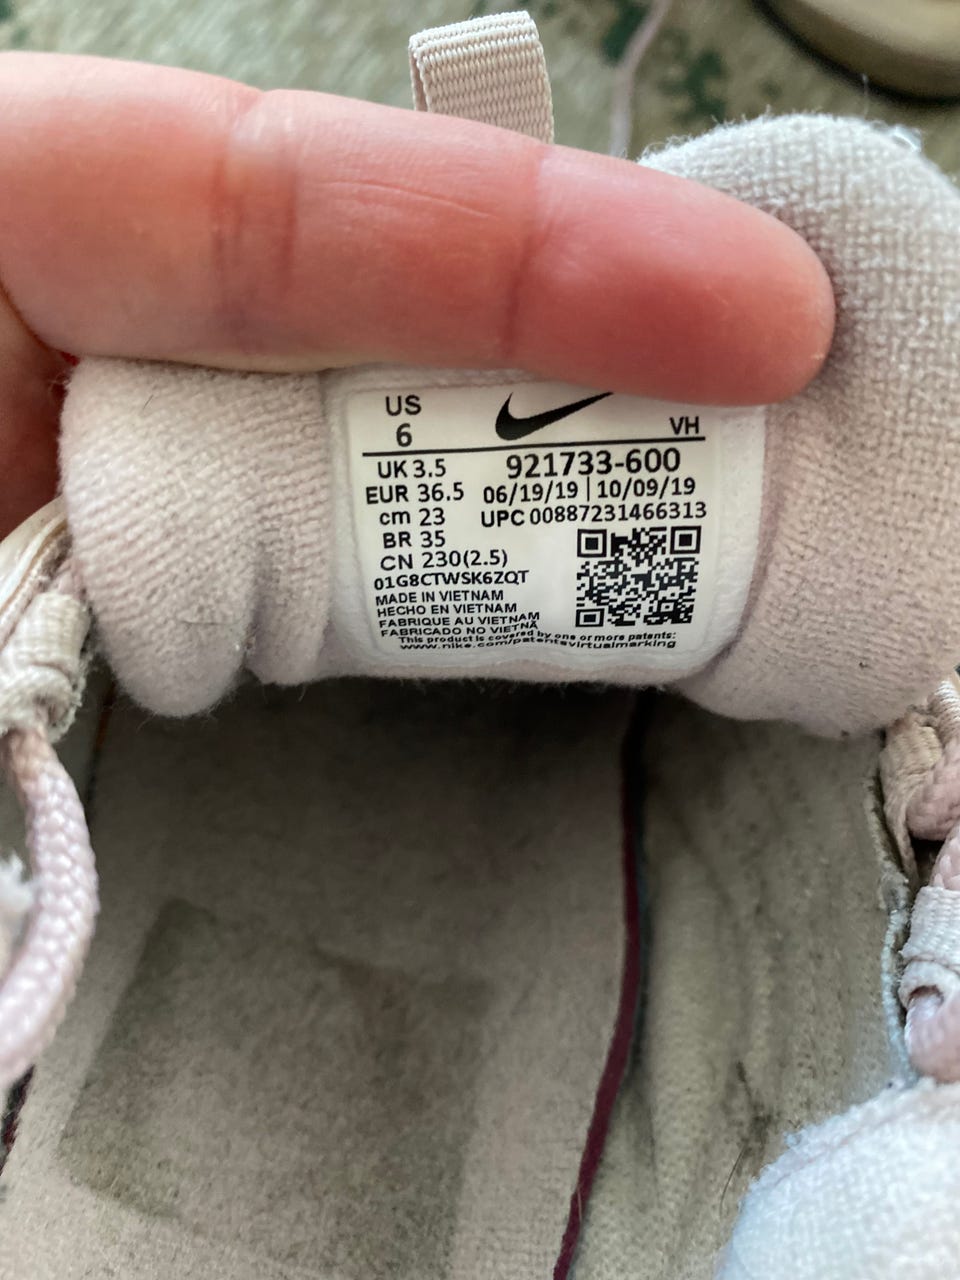 US
6
VH
UK 3.5
921733-600
EUR 36.5
06/19/19 | 10/09/19
cm 23
UPC 00887231466313
BR 35
CN 230(2.5)
01G8CTWSK6ZQT
MADE IN VIETNAM
HECHO EN VIETNAM
FABRIQUE AU VIETNAM
FABRICADO NO VIETNÃ
This product is covered by one or more patents:
www.nike.com/patentsvirtualmarking